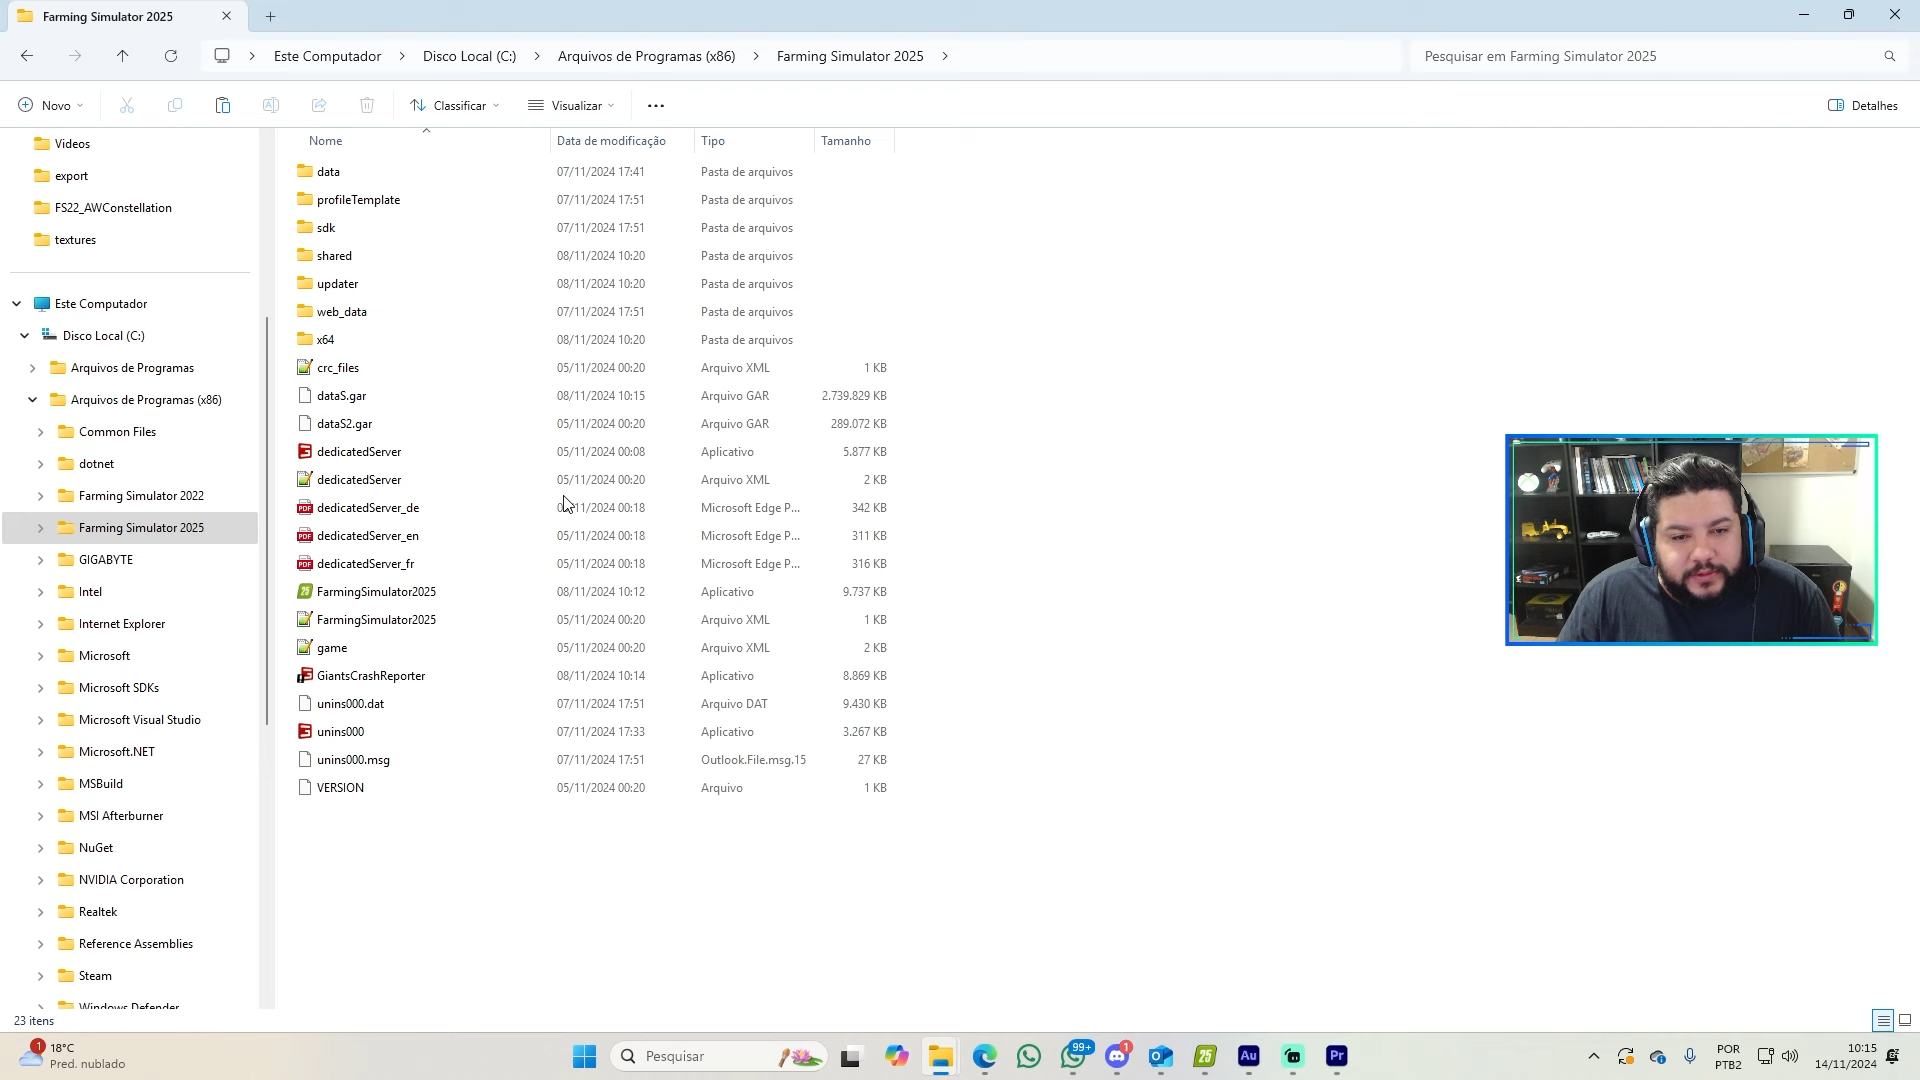 Farming Simulator 2025
Este Computador > Disco Local (C:) > Arquivos de Programas (x86) > Farming Simulator 2025 >
Pesquisar em Farming Simulator 2025
Novo
Classificar
Visualizar
Detalhes
Videos
export
FS22_AWConstellation
textures
Este Computador
Disco Local (C:)
Arquivos de Programas
Arquivos de Programas (x86)
Common Files
dotnet
Farming Simulator 2022
Farming Simulator 2025
GIGABYTE
Intel
Internet Explorer
Microsoft
Microsoft SDKs
Microsoft Visual Studio
Microsoft.NET
MSBuild
MSI Afterburner
NuGet
NVIDIA Corporation
Realtek
Reference Assemblies
Steam
Windows Defender
Nome Data de modificação Tipo Tamanho
data 07/11/2024 17:41 Pasta de arquivos
profileTemplate 07/11/2024 17:51 Pasta de arquivos
sdk 07/11/2024 17:51 Pasta de arquivos
shared 08/11/2024 10:20 Pasta de arquivos
updater 08/11/2024 10:20 Pasta de arquivos
web_data 07/11/2024 17:51 Pasta de arquivos
x64 08/11/2024 10:20 Pasta de arquivos
crc_files 05/11/2024 00:20 Arquivo XML 1 KB
dataS.gar 08/11/2024 10:15 Arquivo GAR 2.739.829 KB
dataS2.gar 05/11/2024 00:20 Arquivo GAR 289.072 KB
dedicatedServer 05/11/2024 00:08 Aplicativo 5.877 KB
dedicatedServer 05/11/2024 00:20 Arquivo XML 2 KB
PDF dedicatedServer_de 05/11/2024 00:18 Microsoft Edge P... 342 KB
PDF dedicatedServer_en 05/11/2024 00:18 Microsoft Edge P... 311 KB
PDF dedicatedServer_fr 05/11/2024 00:18 Microsoft Edge P... 316 KB
25 FarmingSimulator2025 08/11/2024 10:12 Aplicativo 9.737 KB
FarmingSimulator2025 05/11/2024 00:20 Arquivo XML 1 KB
game 05/11/2024 00:20 Arquivo XML 2 KB
GiantsCrashReporter 08/11/2024 10:14 Aplicativo 8.869 KB
unins000.dat 07/11/2024 17:51 Arquivo DAT 9.430 KB
unins000 07/11/2024 17:33 Aplicativo 3.267 KB
unins000.msg 07/11/2024 17:51 Outlook.File.msg.15 27 KB
VERSION 05/11/2024 00:20 Arquivo 1 KB
23 itens
1
18°C
Pred. nublado
Pesquisar
99+
1
25
Au
Pr
POR
PTB2
10:15
14/11/2024